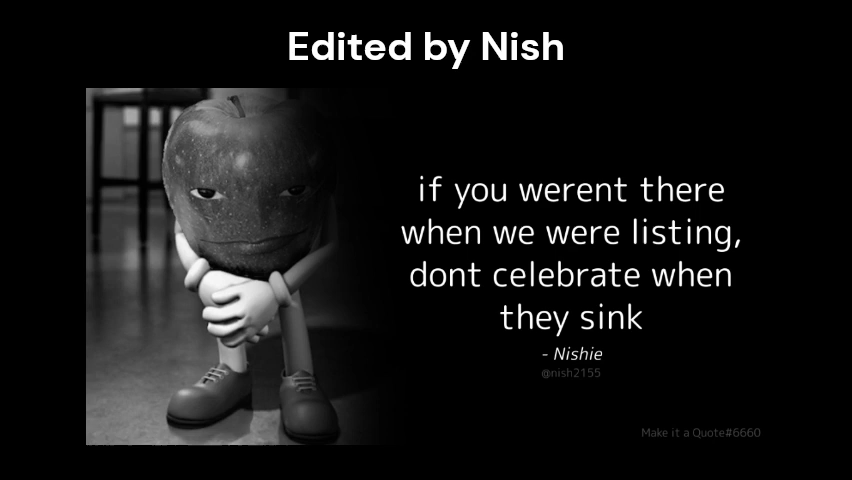 Edited by Nish
if you werent there
when we were listing,
dont celebrate when
they sink
- Nishie
@nish2155
Make it a Quote#6660